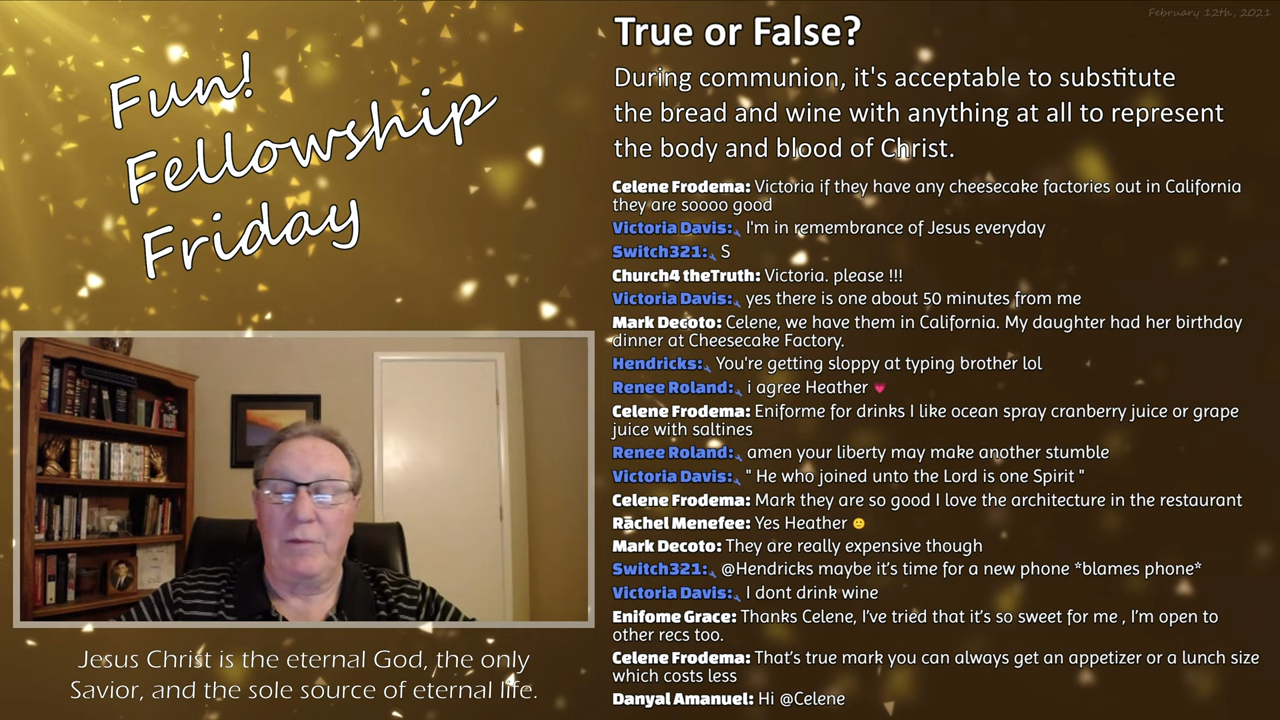 February 12th, 2021
Fun!
Fellowship
Friday
True or False?
During communion, it's acceptable to substitute
the bread and wine with anything at all to represent
the body and blood of Christ.
Celene Frodema: Victoria if they have any cheesecake factories out in California
they are soooo good
Victoria Davis: I'm in remembrance of Jesus everyday
Switch321: S
Church4 theTruth: Victoria. please !!!
Victoria Davis: yes there is one about 50 minutes from me
Mark Decoto: Celene, we have them in California. My daughter had her birthday
dinner at Cheesecake Factory.
Hendricks: You're getting sloppy at typing brother lol
Renee Roland: i agree Heather 💗
Celene Frodema: Eniforme for drinks I like ocean spray cranberry juice or grape
juice with saltines
Renee Roland: amen your liberty may make another stumble
Victoria Davis: " He who joined unto the Lord is one Spirit "
Celene Frodema: Mark they are so good I love the architecture in the restaurant
Rāchel Menefee: Yes Heather 🙂
Mark Decoto: They are really expensive though
Switch321: @Hendricks maybe it's time for a new phone *blames phone*
Victoria Davis: I dont drink wine
Enifome Grace: Thanks Celene, I've tried that it's so sweet for me , I'm open to
other recs too.
Celene Frodema: That's true mark you can always get an appetizer or a lunch size
which costs less
Danyal Amanuel: Hi @Celene
Jesus Christ is the eternal God, the only
Savior, and the sole source of eternal life.